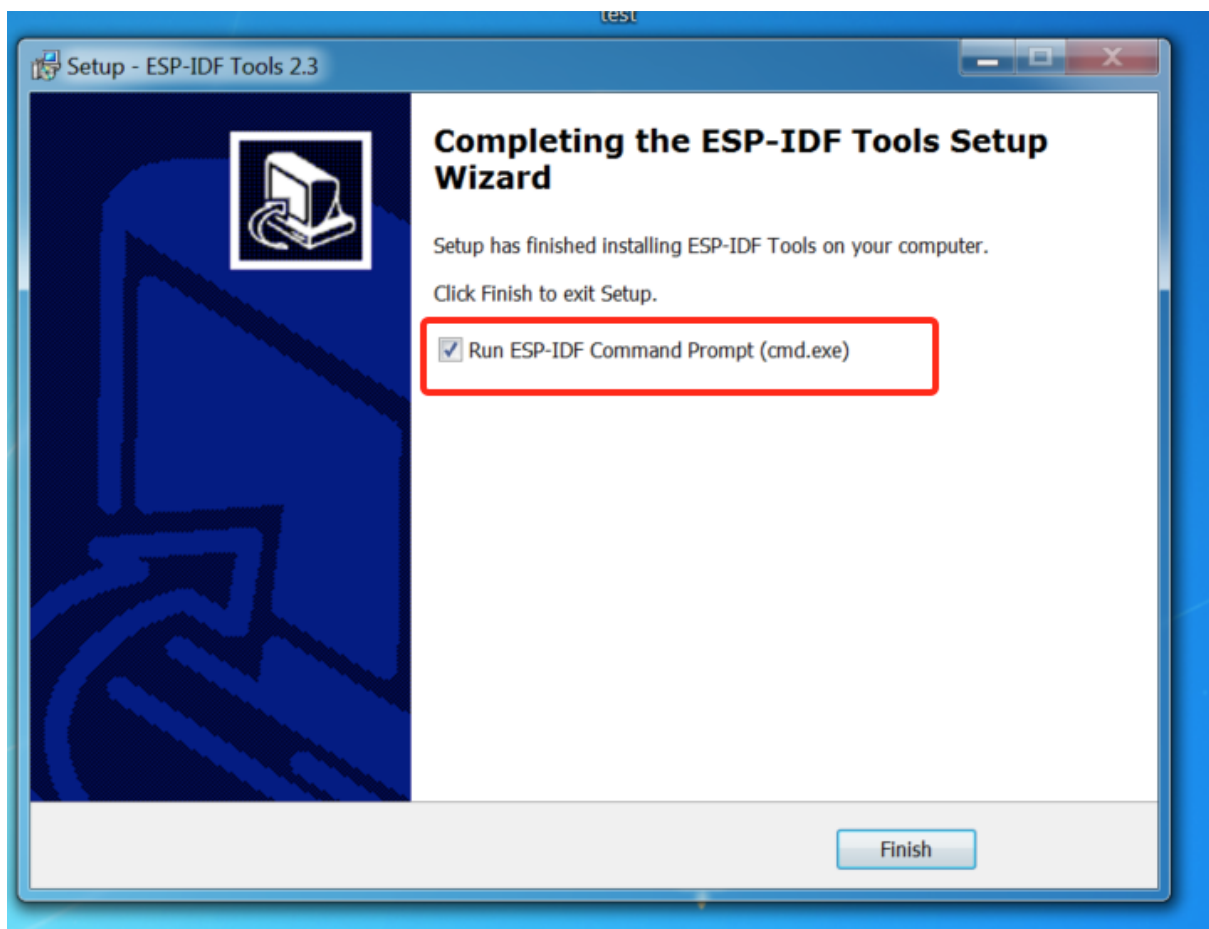 test
Setup - ESP-IDF Tools 2.3
Completing the ESP-IDF Tools Setup
Wizard
Setup has finished installing ESP-IDF Tools on your computer.
Click Finish to exit Setup.
Run ESP-IDF Command Prompt (cmd.exe)
Finish